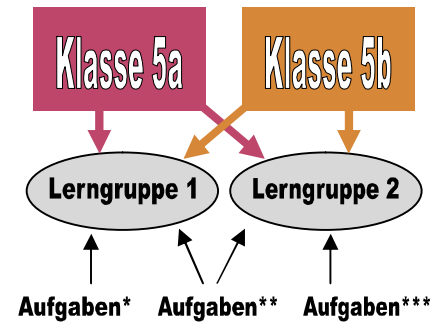 Klasse 5a Klasse 5b
Lerngruppe 1 Lerngruppe 2
Aufgaben* Aufgaben** Aufgaben***